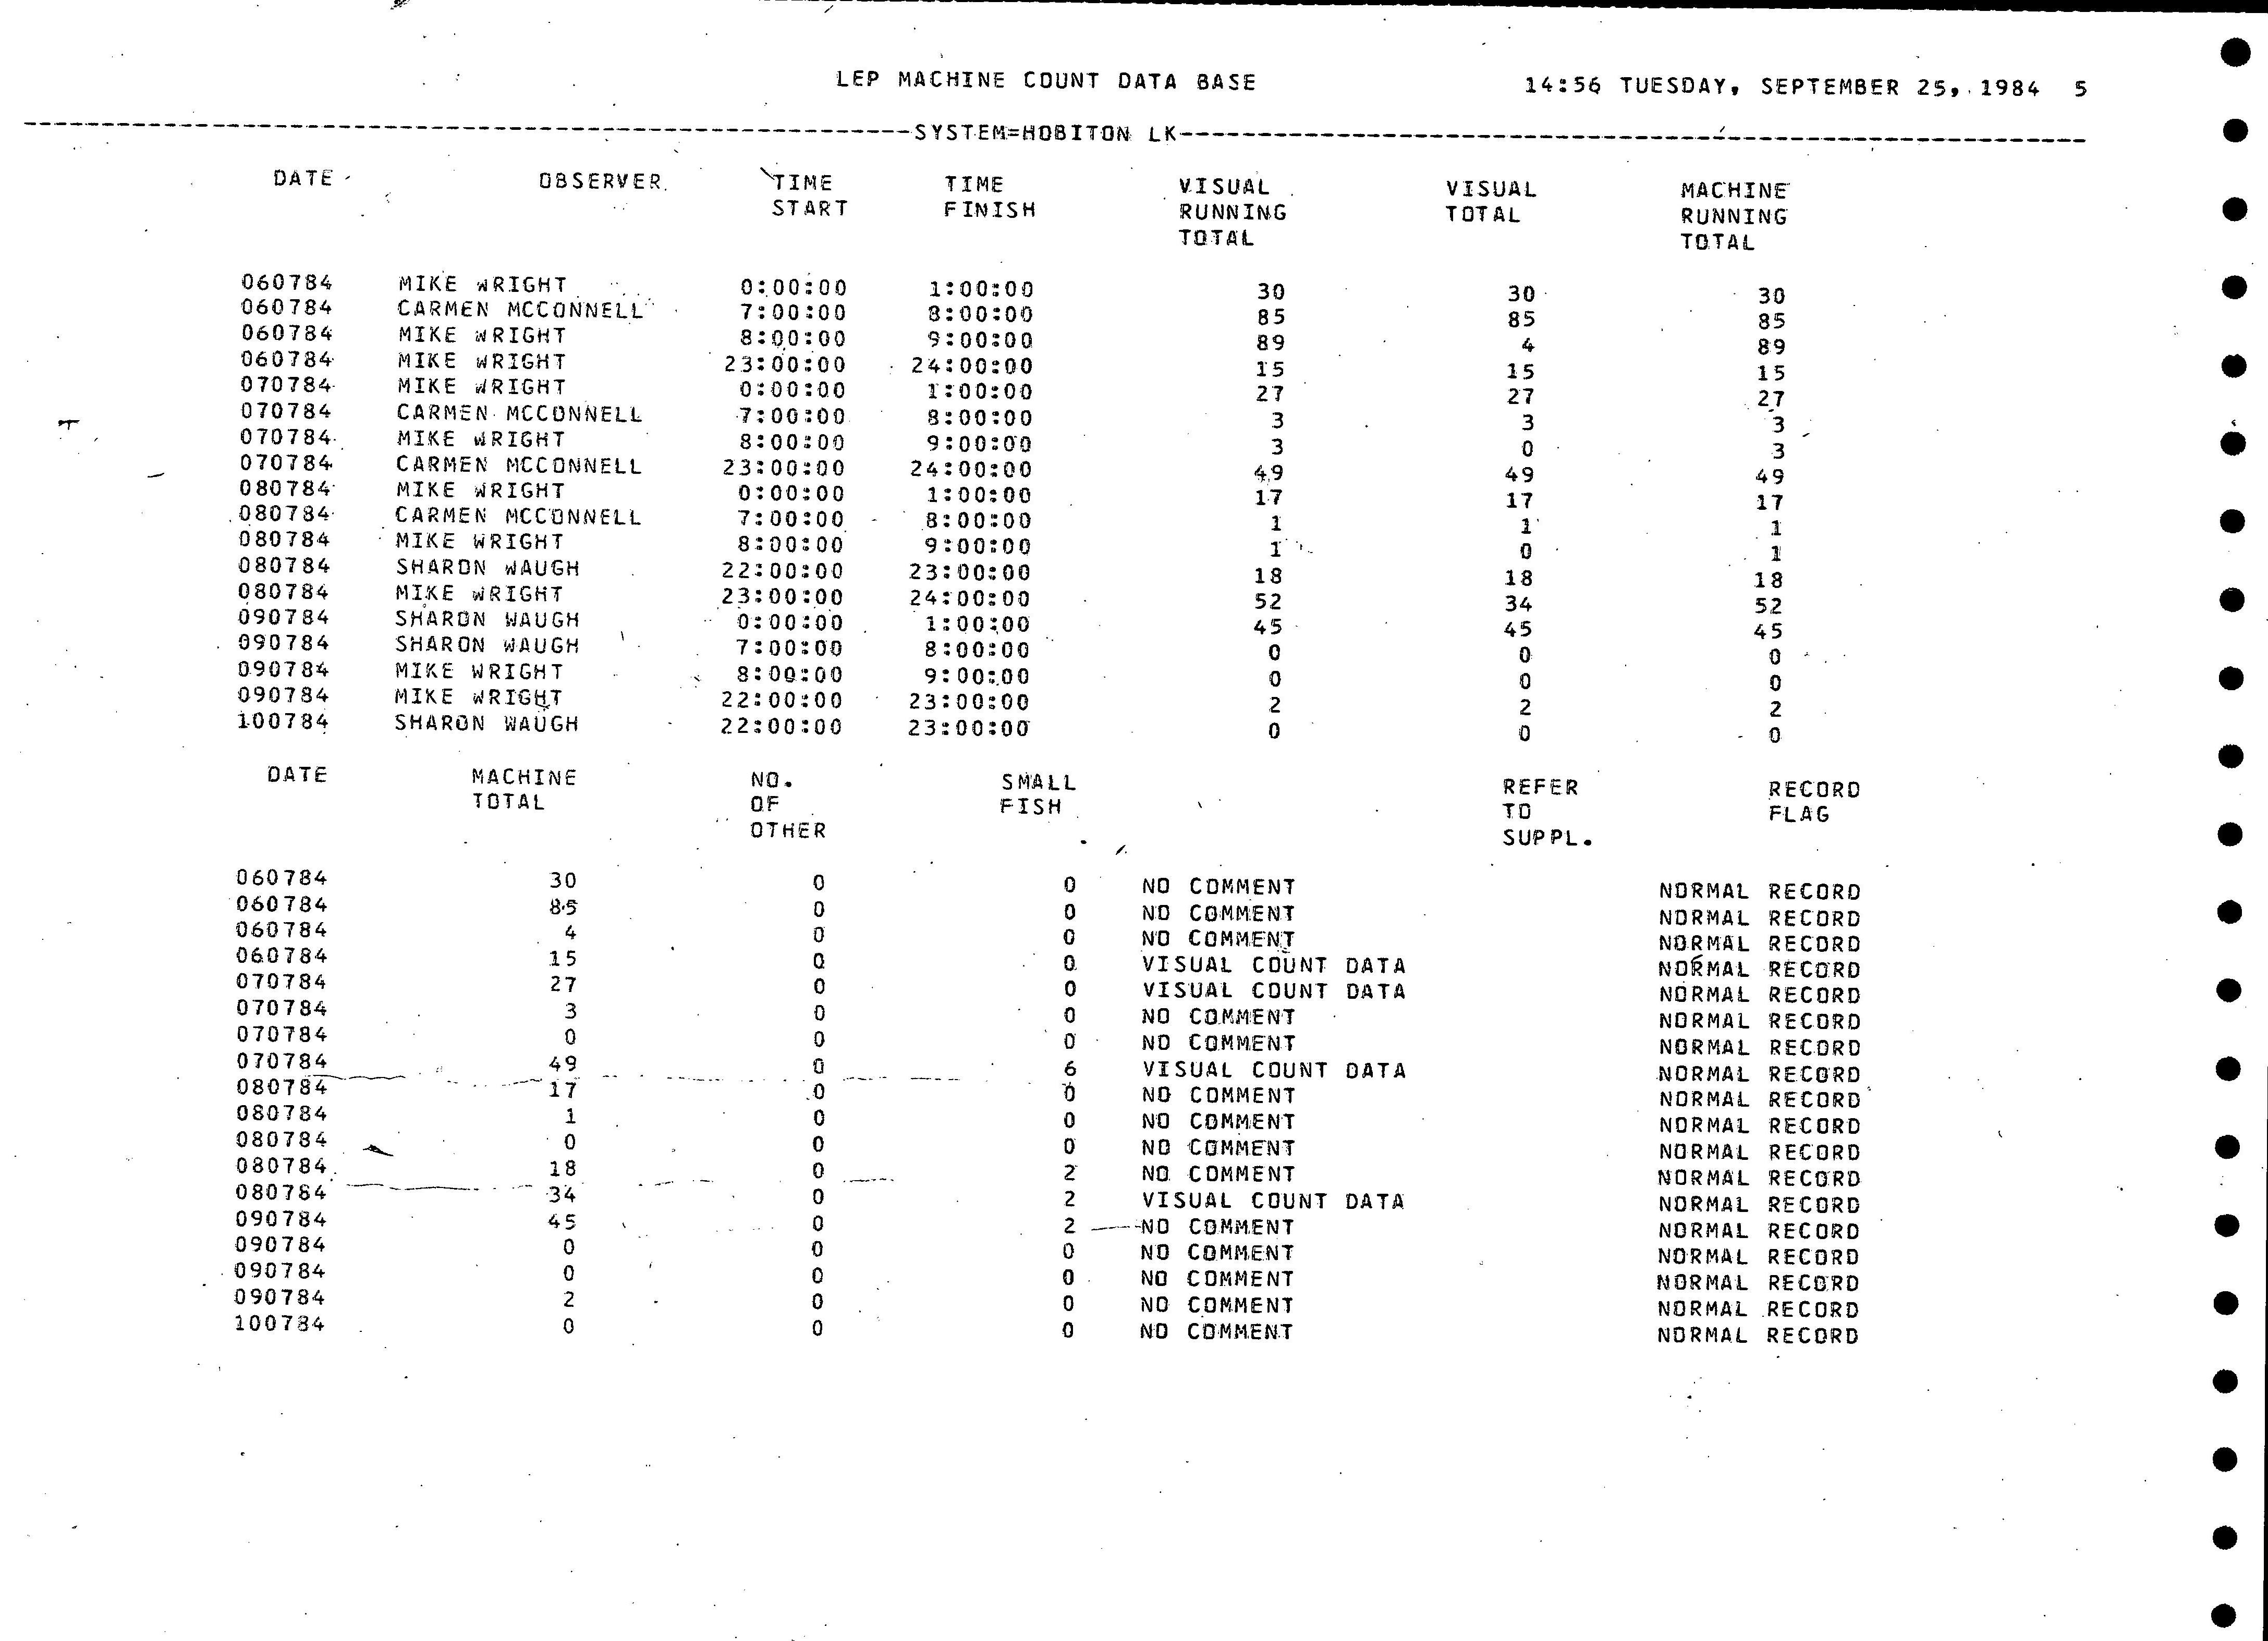 LEP MACHINE COUNT DATA BASE 14:56 TUESDAY, SEPTEMBER 25, 1984 5
SYSTEM=HOBITON LK
DATE OBSERVER TIME TIME VISUAL VISUAL MACHINE
START FINISH RUNNING TOTAL RUNNING
TOTAL TOTAL
060784 MIKE WRIGHT 0:00:00 1:00:00 30 30 30
060784 CARMEN MCCONNELL 7:00:00 8:00:00 85 85 85
060784 MIKE WRIGHT 8:00:00 9:00:00 89 4 89
060784 MIKE WRIGHT 23:00:00 24:00:00 15 15 15
070784 MIKE WRIGHT 0:00:00 1:00:00 27 27 27
070784 CARMEN MCCONNELL 7:00:00 8:00:00 3 3 3
070784 MIKE WRIGHT 8:00:00 9:00:00 3 0 3
070784 CARMEN MCCONNELL 23:00:00 24:00:00 49 49 49
080784 MIKE WRIGHT 0:00:00 1:00:00 17 17 17
080784 CARMEN MCCONNELL 7:00:00 8:00:00 1 1 1
080784 MIKE WRIGHT 8:00:00 9:00:00 1 0 1
080784 SHARON WAUGH 22:00:00 23:00:00 18 18 18
080784 MIKE WRIGHT 23:00:00 24:00:00 52 34 52
090784 SHARON WAUGH 0:00:00 1:00:00 45 45 45
090784 SHARON WAUGH 7:00:00 8:00:00 0 0 0
090784 MIKE WRIGHT 8:00:00 9:00:00 0 0 0
090784 MIKE WRIGHT 22:00:00 23:00:00 2 2 2
100784 SHARON WAUGH 22:00:00 23:00:00 0 0 0
DATE MACHINE NO. SMALL REFER RECORD
TOTAL OF FISH TO FLAG
OTHER SUPPL.
060784 30 0 0 NO COMMENT NORMAL RECORD
060784 85 0 0 NO COMMENT NORMAL RECORD
060784 4 0 0 NO COMMENT NORMAL RECORD
060784 15 0 0 VISUAL COUNT DATA NORMAL RECORD
070784 27 0 0 VISUAL COUNT DATA NORMAL RECORD
070784 3 0 0 NO COMMENT NORMAL RECORD
070784 0 0 0 NO COMMENT NORMAL RECORD
070784 49 0 6 VISUAL COUNT DATA NORMAL RECORD
080784 17 0 0 NO COMMENT NORMAL RECORD
080784 1 0 0 NO COMMENT NORMAL RECORD
080784 0 0 0 NO COMMENT NORMAL RECORD
080784 18 0 2 NO COMMENT NORMAL RECORD
080784 34 0 2 VISUAL COUNT DATA NORMAL RECORD
090784 45 0 2 NO COMMENT NORMAL RECORD
090784 0 0 0 NO COMMENT NORMAL RECORD
090784 0 0 0 NO COMMENT NORMAL RECORD
090784 2 0 0 NO COMMENT NORMAL RECORD
100784 0 0 0 NO COMMENT NORMAL RECORD